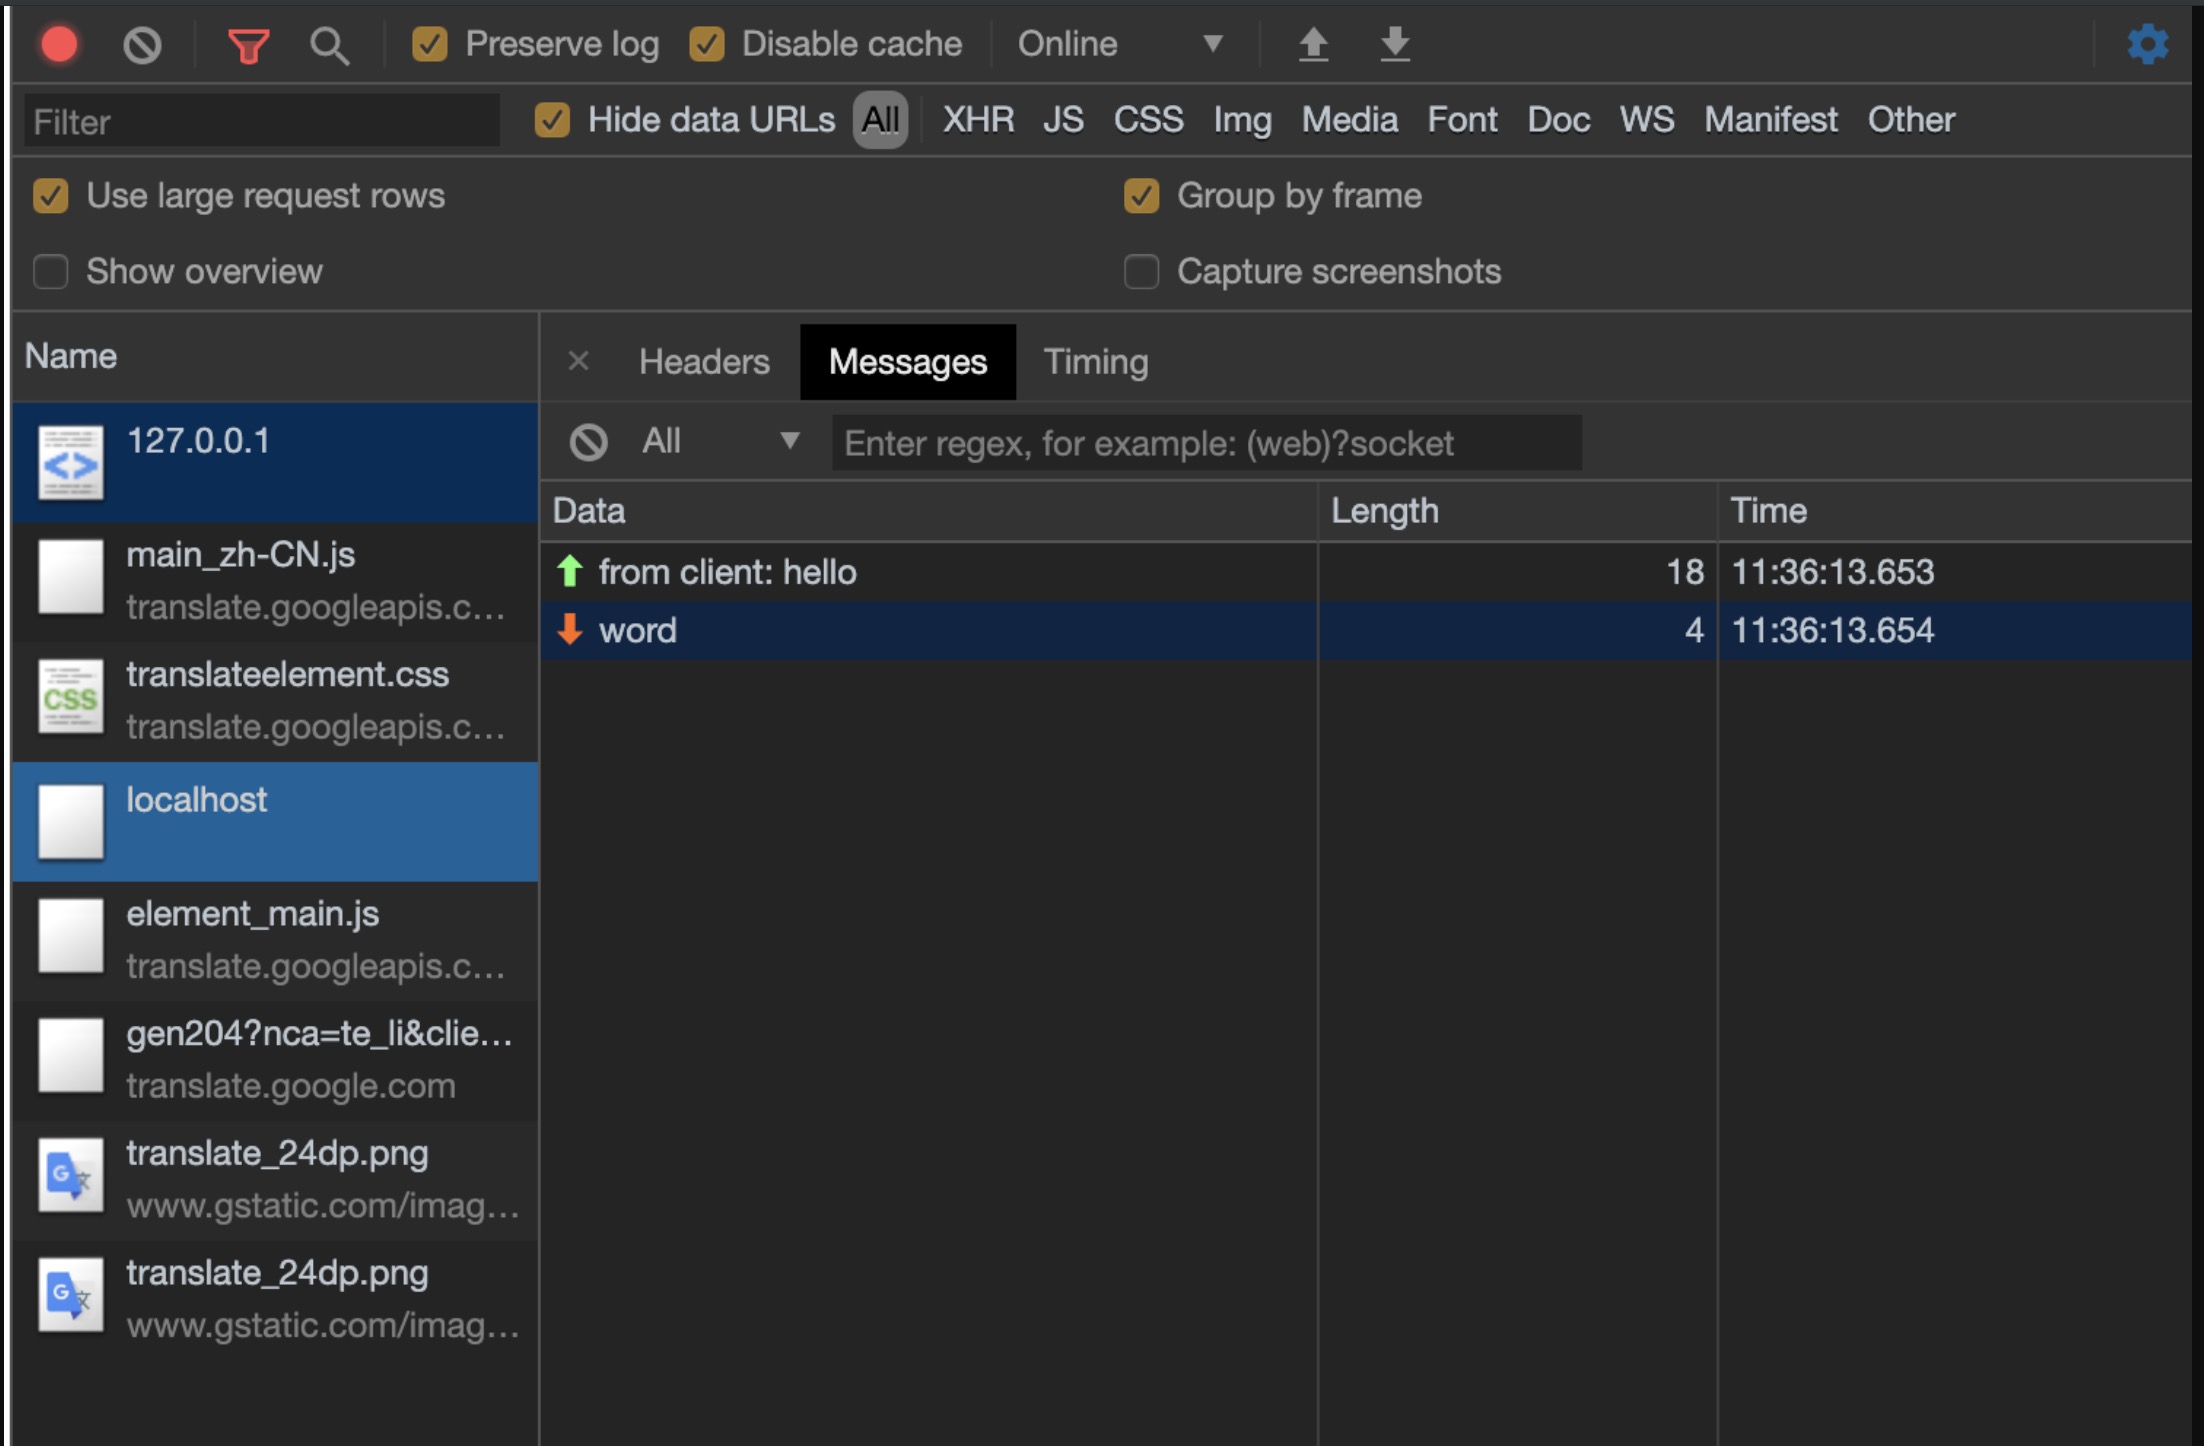 Preserve log Disable cache Online
Filter Hide data URLs All XHR JS CSS Img Media Font Doc WS Manifest Other
Use large request rows Group by frame
Show overview Capture screenshots
Name
127.0.0.1
main_zh-CN.js
translate.googleapis.c...
CSS
translateelement.css
translate.googleapis.c...
localhost
element_main.js
translate.googleapis.c...
gen204?nca=te_li&clie...
translate.google.com
G文
translate_24dp.png
www.gstatic.com/imag...
G文
translate_24dp.png
www.gstatic.com/imag...
Headers Messages Timing
All Enter regex, for example: (web)?socket
Data Length Time
from client: hello 18 11:36:13.653
word 4 11:36:13.654